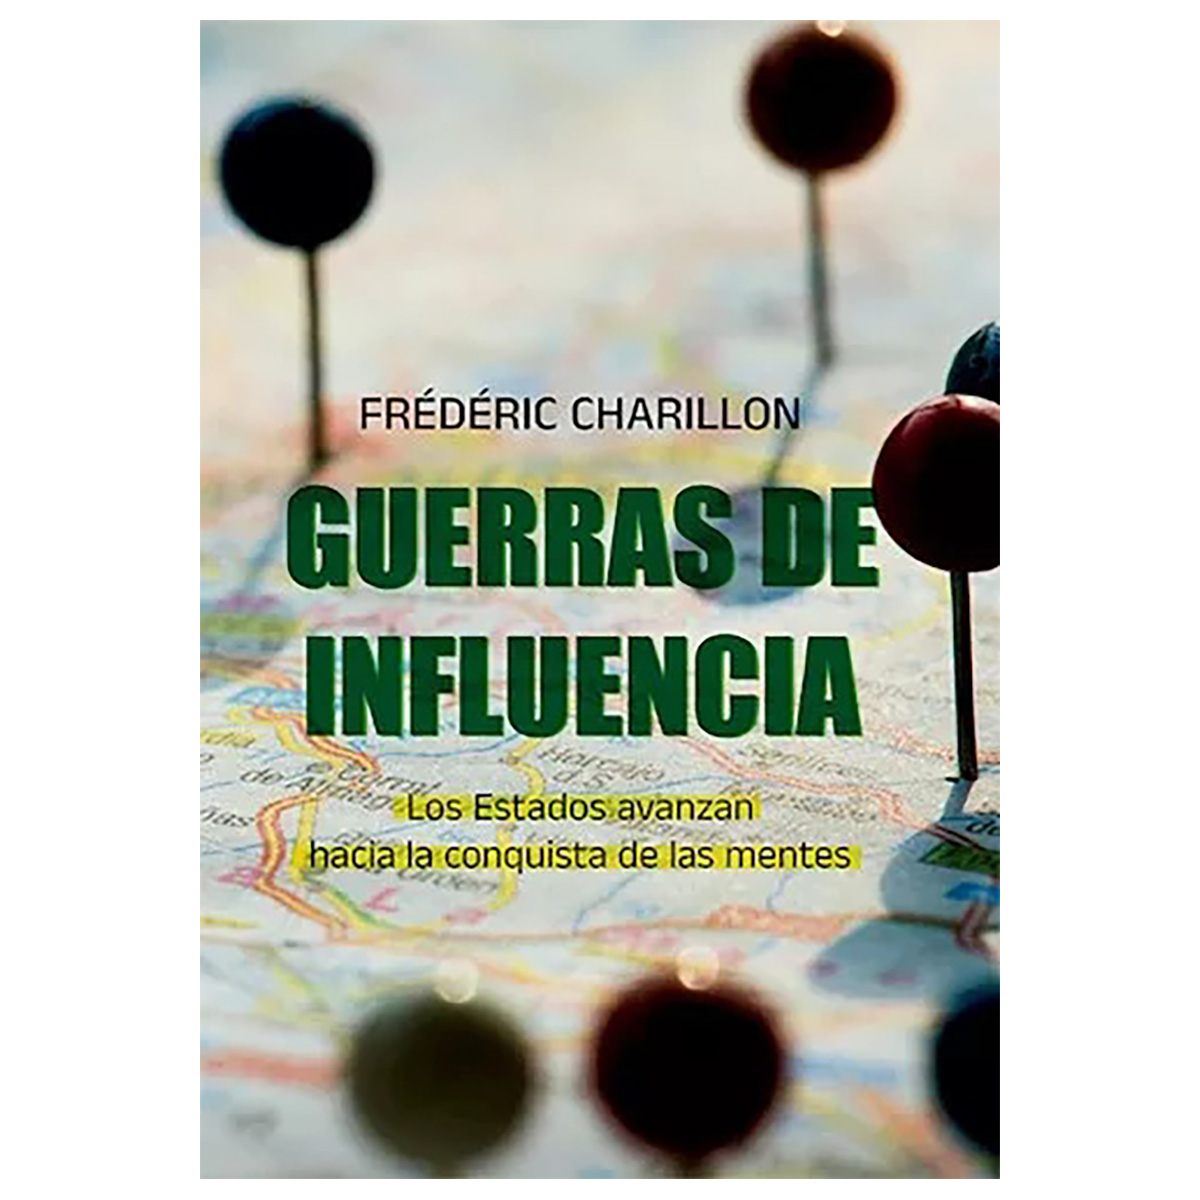 FRÉDÉRIC CHARILLON
GUERRAS DE
INFLUENCIA
Los Estados avanzan
hacia la conquista de las mentes